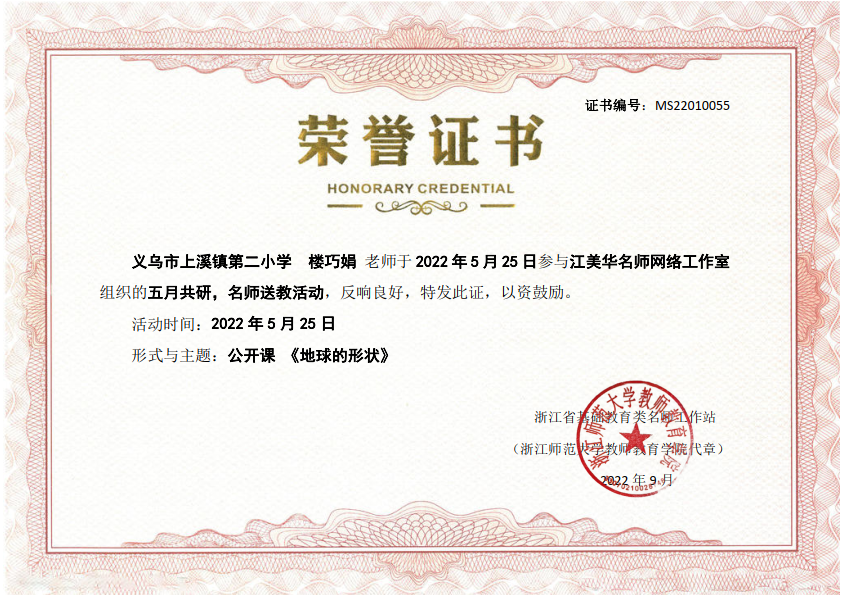 证书编号：MS22010055
荣誉证书
HONORARY CREDENTIAL
义乌市上溪镇第二小学 楼巧娟 老师于 2022 年 5 月 25 日参与江美华名师网络工作室
组织的五月共研，名师送教活动，反响良好，特发此证，以资鼓励。
活动时间：2022 年 5 月 25 日
形式与主题：公开课 《地球的形状》
浙江省基础教育类名师工作站
（浙江师范大学教师教育学院代章）
2022 年 9 月
浙江师范大学教师教育学院